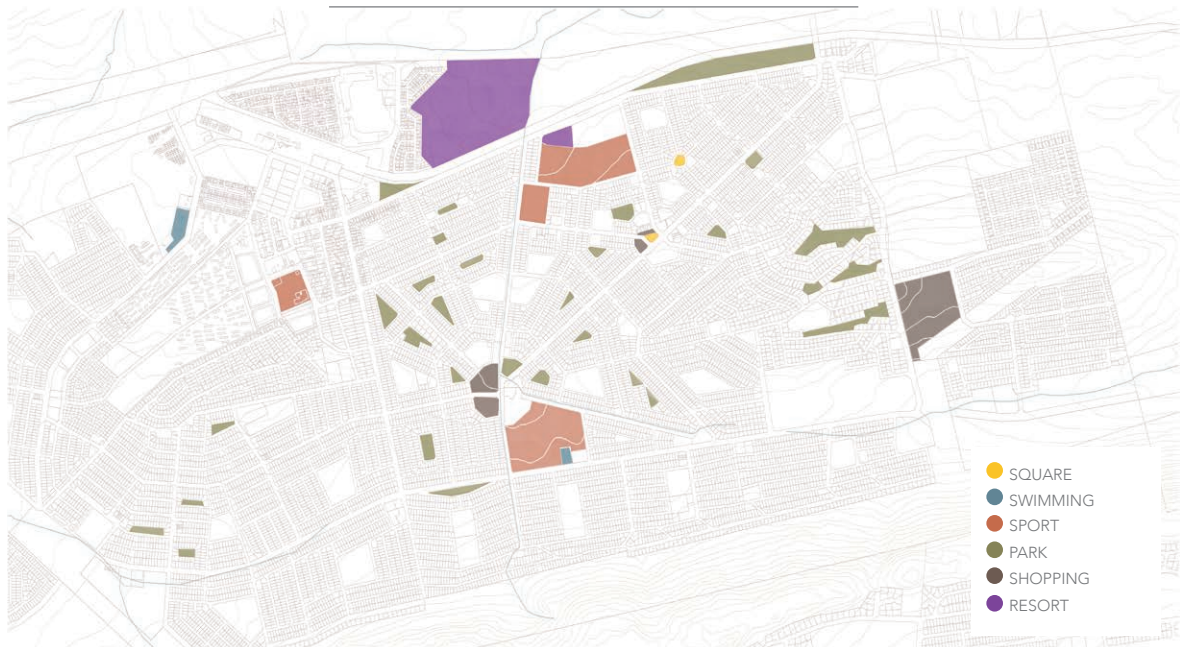 SQUARE
SWIMMING
SPORT
PARK
SHOPPING
RESORT